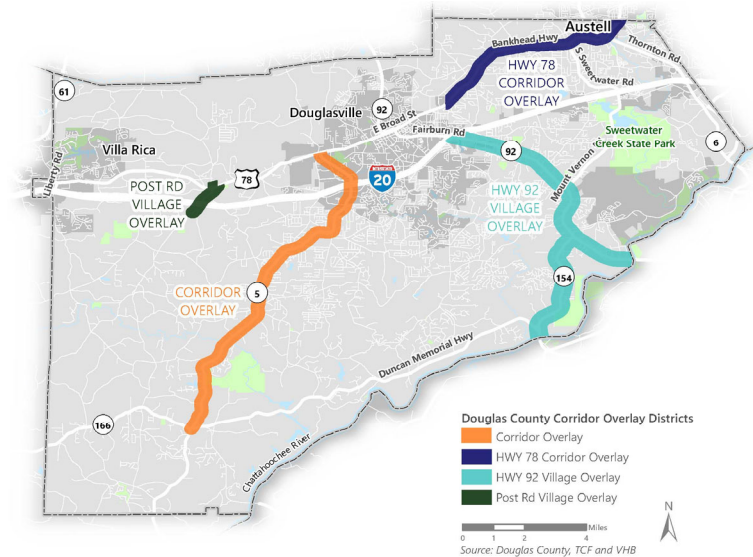 Austell
Bankhead Hwy
Thornton Rd
S Sweetwater Rd
HWY 78
CORRIDOR
OVERLAY
61
92
Douglasville
E Broad St
Fairburn Rd
Sweetwater
Creek State Park
6
Villa Rica
Liberty Rd
92
Mount Vernon
78
20
POST RD
VILLAGE
OVERLAY
HWY 92
VILLAGE
OVERLAY
154
CORRIDOR
OVERLAY
5
Duncan Memorial Hwy
166
Chattahoochee River
Douglas County Corridor Overlay Districts
Corridor Overlay
HWY 78 Corridor Overlay
HWY 92 Village Overlay
Post Rd Village Overlay
N
Miles
0 1 2 4
Source: Douglas County, TCF and VHB